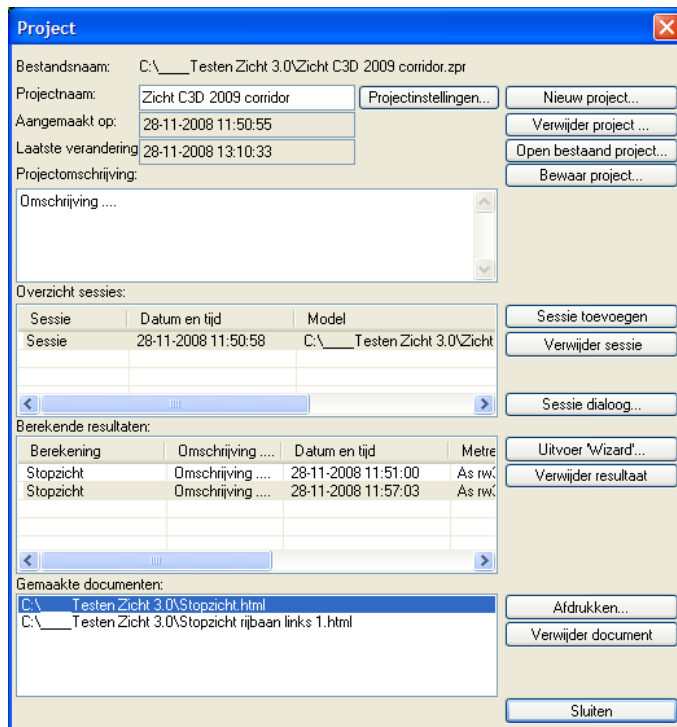 Project
Bestandsnaam: C:\____Testen Zicht 3.0\Zicht C3D 2009 corridor.zpr
Projectnaam: Zicht C3D 2009 corridor Projectinstellingen... Nieuw project...
Aangemaakt op: 28-11-2008 11:50:55 Verwijder project ...
Laatste verandering 28-11-2008 13:10:33 Open bestaand project...
Projectomschrijving: Bewaar project...
Omschrijving ....
Overzicht sessies:
Sessie Datum en tijd Model Sessie toevoegen
Sessie 28-11-2008 11:50:58 C:\____Testen Zicht 3.0\Zicht Verwijder sessie
Sessie dialoog...
Berekende resultaten:
Berekening Omschrijving .... Datum en tijd Metre Uitvoer 'Wizard'...
Stopzicht Omschrijving .... 28-11-2008 11:51:00 As rw Verwijder resultaat
Stopzicht Omschrijving .... 28-11-2008 11:57:03 As rw
Gemaakte documenten:
C:\____Testen Zicht 3.0\Stopzicht.html Afdrukken...
C:\____Testen Zicht 3.0\Stopzicht rijbaan links 1.html Verwijder document
Sluiten